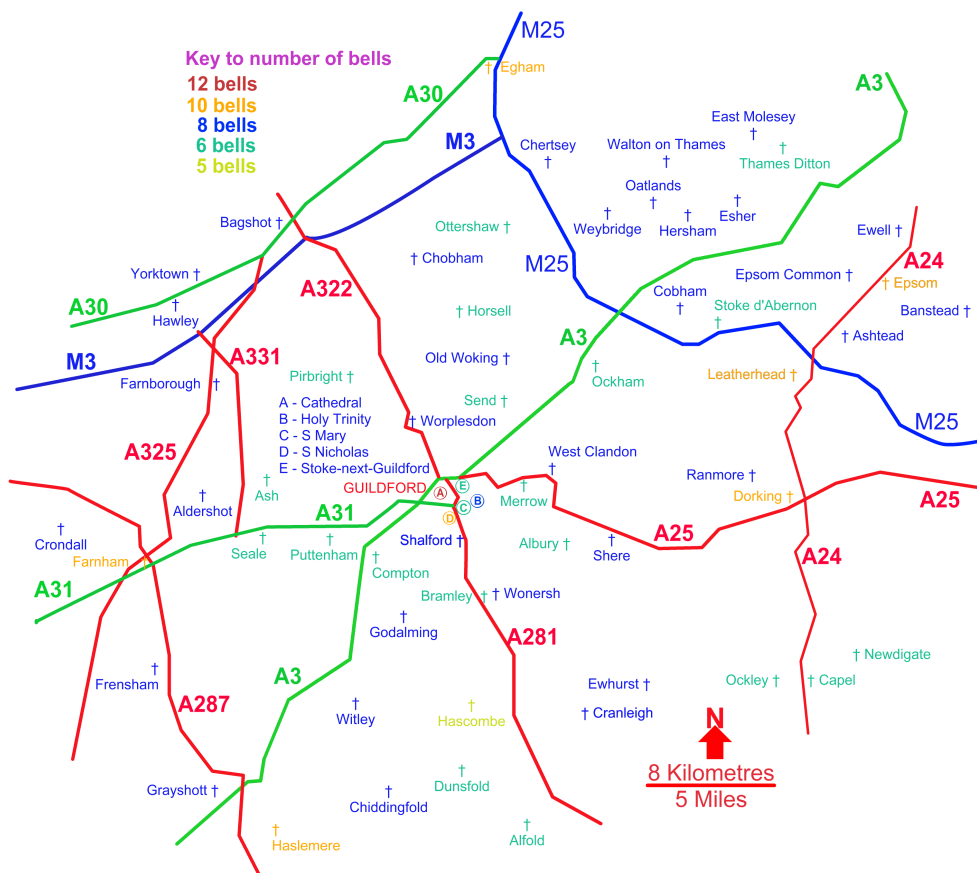 M25
Key to number of bells
† Egham
12 bells
A30
A3
10 bells
8 bells
East Molesey
†
6 bells
M3
Chertsey
†
Walton on Thames
†
†
Thames Ditton
5 bells
Oatlands
†
†
Weybridge
†
Hersham
†
Esher
Bagshot †
Ottershaw †
Ewell †
† Chobham
A24
Yorktown †
M25
Epsom Common †
† Epsom
A322
Cobham
†
Stoke d'Abernon
†
Banstead †
A30
†
Hawley
† Horsell
A3
† Ashtead
M3
A331
Old Woking †
†
Ockham
Farnborough †
Pirbright †
Leatherhead †
A - Cathedral
B - Holy Trinity
C - S Mary
D - S Nicholas
E - Stoke-next-Guildford
Send †
† Worplesdon
M25
A325
West Clandon
†
Ranmore †
†
Ash
GUILDFORD
A
E
B
C
D
†
Merrow
Dorking †
A25
†
Aldershot
A31
†
Crondall
†
Seale
†
Puttenham
Shalford †
Albury †
†
Shere
A25
Farnham †
†
Compton
A24
A31
Bramley †
† Wonersh
†
Godalming
A281
†
Frensham
A3
† Newdigate
Ewhurst †
Ockley †
† Capel
A287
†
Witley
†
Hascombe
† Cranleigh
N
8 Kilometres
5 Miles
Grayshott †
†
Chiddingfold
†
Dunsfold
†
Haslemere
†
Alfold